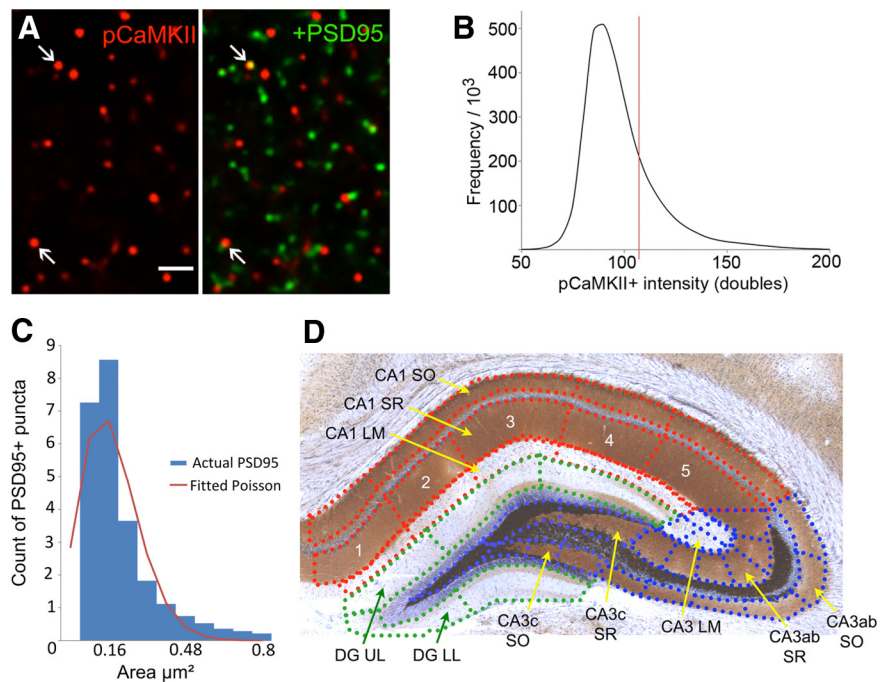 A
pCaMKII
+PSD95
B
Frequency / 10³
500
400
300
200
100
50
100
150
200
pCaMKII+ intensity (doubles)
C
Count of PSD95+ puncta
9
8
7
6
5
4
3
2
1
0
0.16
0.48
0.8
Area µm²
Actual PSD95
Fitted Poisson
D
CA1 SO
CA1 SR
CA1 LM
1
2
3
4
5
DG UL
DG LL
CA3c
SO
CA3c
SR
CA3 LM
CA3ab
SR
CA3ab
SO